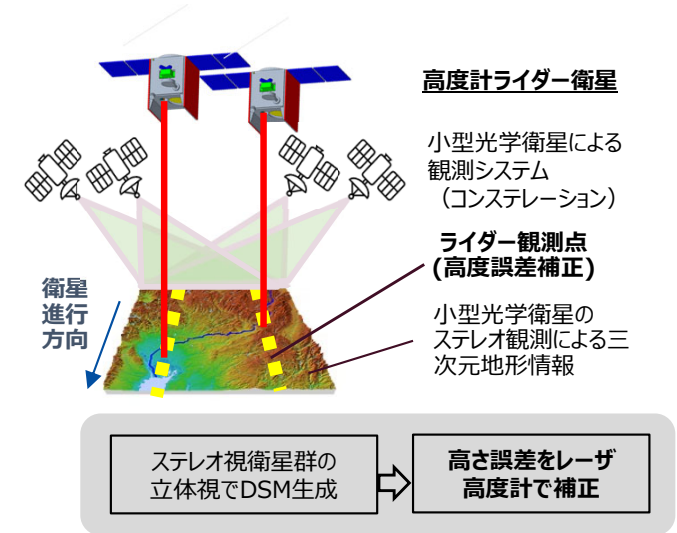 高度計ライダー衛星
小型光学衛星による
観測システム
（コンステレーション）
ライダー観測点
(高度誤差補正)
衛星
進行
方向
小型光学衛星の
ステレオ観測による三
次元地形情報
ステレオ視衛星群の
立体視でDSM生成
高さ誤差をレーザ
高度計で補正